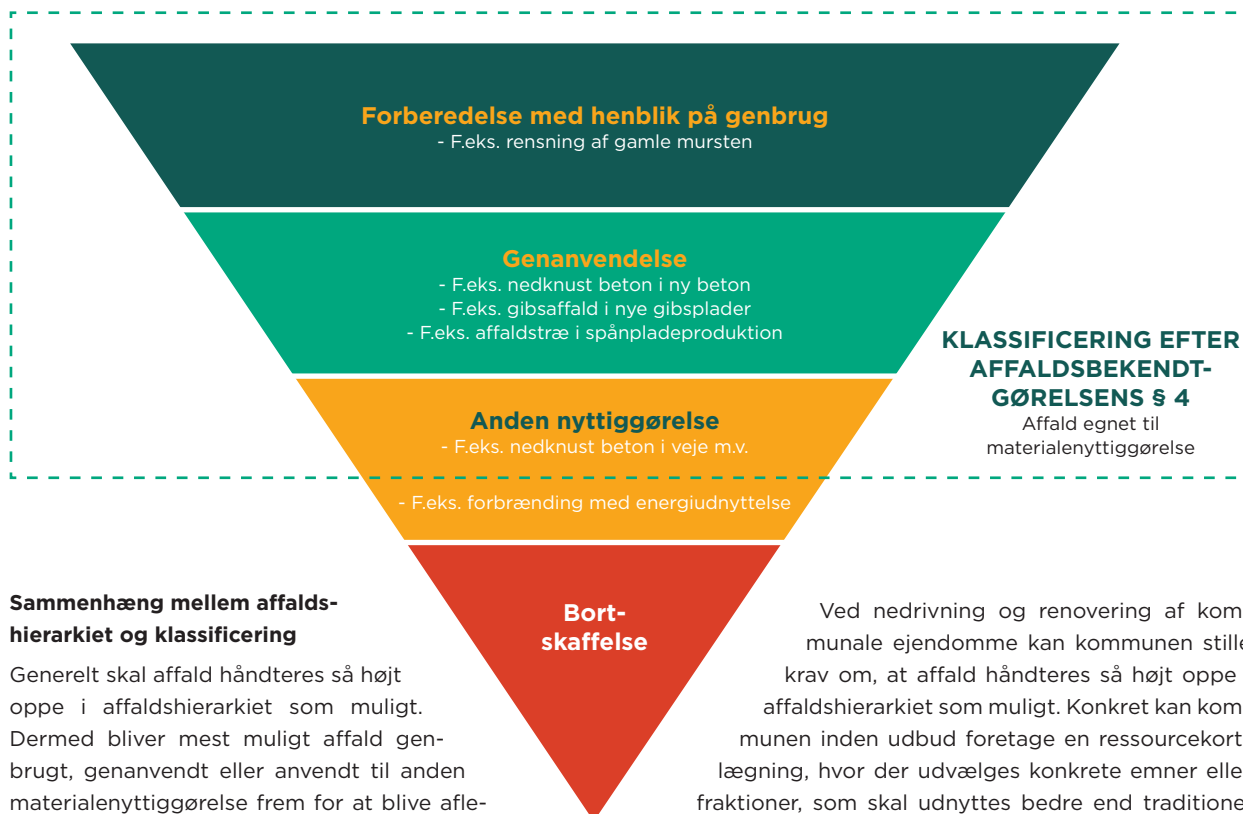 Forberedelse med henblik på genbrug
- F.eks. rensning af gamle mursten
Genanvendelse
- F.eks. nedknust beton i ny beton
- F.eks. gibsaffald i nye gibsplader
- F.eks. affaldstræ i spånpladeproduktion
KLASSIFICERING EFTER
AFFALDSBEKENDT-
GØRELSENS § 4
Affald egnet til
materialenyttiggørelse
Anden nyttiggørelse
- F.eks. nedknust beton i veje m.v.
- F.eks. forbrænding med energiudnyttelse
Bort-
skaffelse
Sammenhæng mellem affalds-
hierarkiet og klassificering
Generelt skal affald håndteres så højt
oppe i affaldshierarkiet som muligt.
Dermed bliver mest muligt affald gen-
brugt, genanvendt eller anvendt til anden
materialenyttiggørelse frem for at blive afle-
Ved nedrivning og renovering af kom
munale ejendomme kan kommunen stille
krav om, at affald håndteres så højt oppe
affaldshierarkiet som muligt. Konkret kan kom
munen inden udbud foretage en ressourcekort
lægning, hvor der udvælges konkrete emner elle
fraktioner, som skal udnyttes bedre end traditione